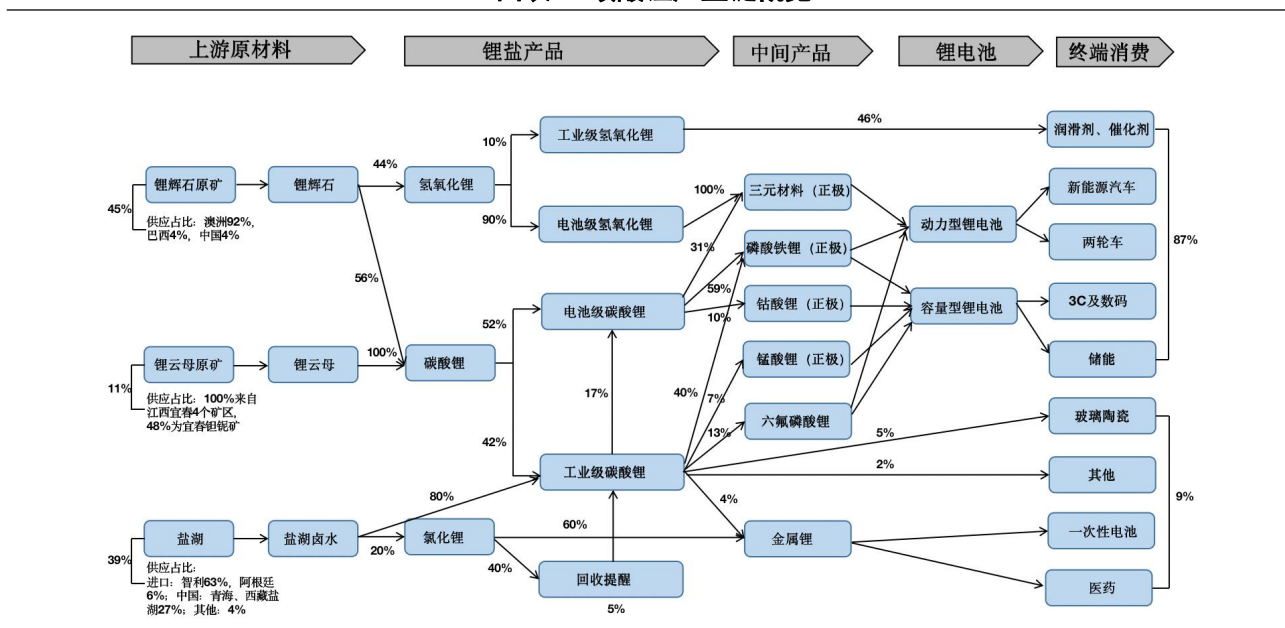 上游原材料
锂盐产品
中间产品
锂电池
终端消费
工业级氢氧化锂
46%
润滑剂、催化剂
10%
锂辉石原矿
锂辉石
44%
氢氧化锂
100%
三元材料（正极）
新能源汽车
45%
供应占比：澳洲92%，
巴西4%，中国4%
90%
电池级氢氧化锂
动力型锂电池
两轮车
87%
31%
磷酸铁锂（正极）
56%
59%
电池级碳酸锂
10%
钴酸锂（正极）
容量型锂电池
3C及数码
52%
锂云母原矿
锂云母
100%
碳酸锂
锰酸锂（正极）
储能
11%
供应占比：100%来自
江西宜春4个矿区，
48%为宜春钽铌矿
17%
40%
7%
六氟磷酸锂
玻璃陶瓷
42%
13%
5%
工业级碳酸锂
2%
其他
80%
4%
9%
盐湖
盐湖卤水
20%
氯化锂
60%
金属锂
一次性电池
39%
供应占比：
进口：智利63%，阿根廷
6%；中国：青海、西藏盐
湖27%；其他：4%
40%
回收提醒
医药
5%